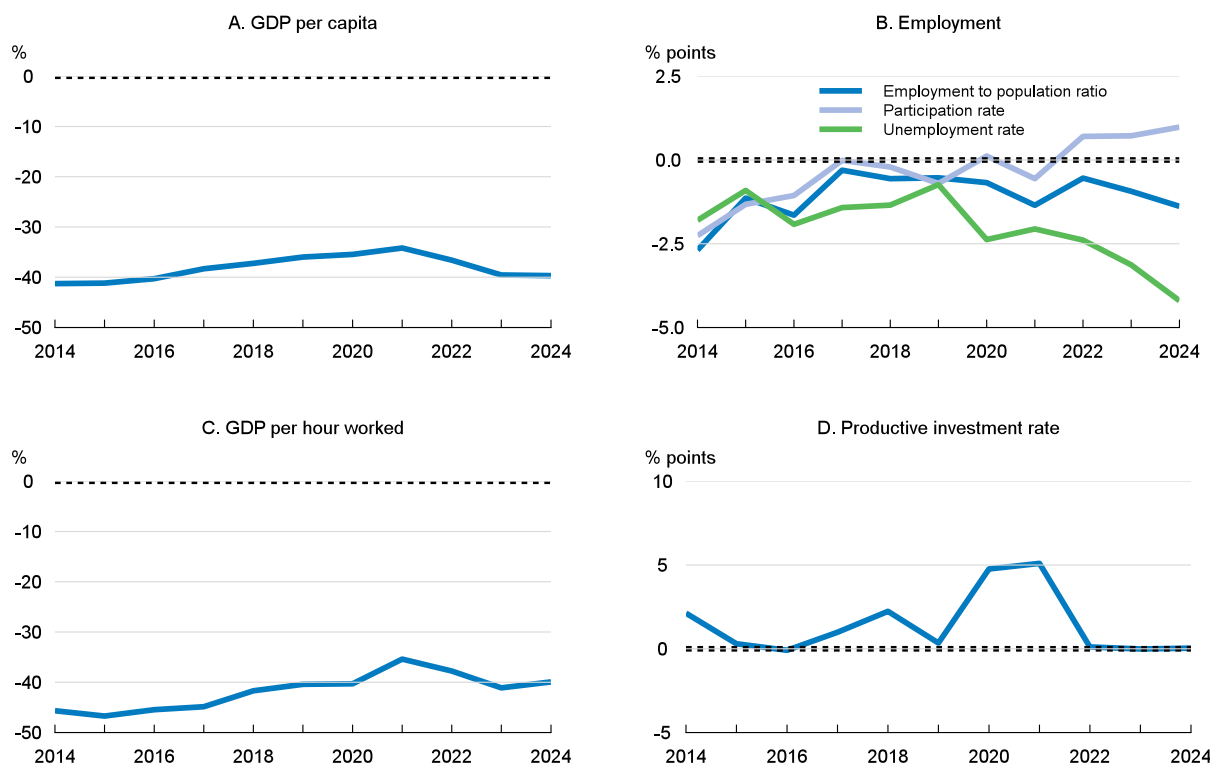 A. GDP per capita
%
0
-10
-20
-30
-40
-50
2014 2016 2018 2020 2022 2024
B. Employment
% points
2.5
Employment to population ratio
Participation rate
Unemployment rate
0.0
-2.5
-5.0
2014 2016 2018 2020 2022 2024
C. GDP per hour worked
%
0
-10
-20
-30
-40
-50
2014 2016 2018 2020 2022 2024
D. Productive investment rate
% points
10
5
0
-5
2014 2016 2018 2020 2022 2024